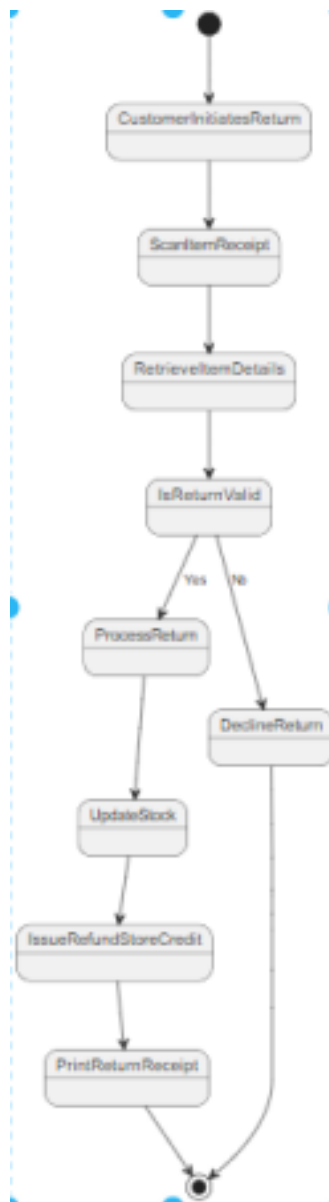 CustomerInitiatesReturn
ScanItemReceipt
RetrieveItemDetails
IsReturnValid
Yes
No
ProcessReturn
DeclineReturn
UpdateStock
IssueRefundStoreCredit
PrintReturnReceipt